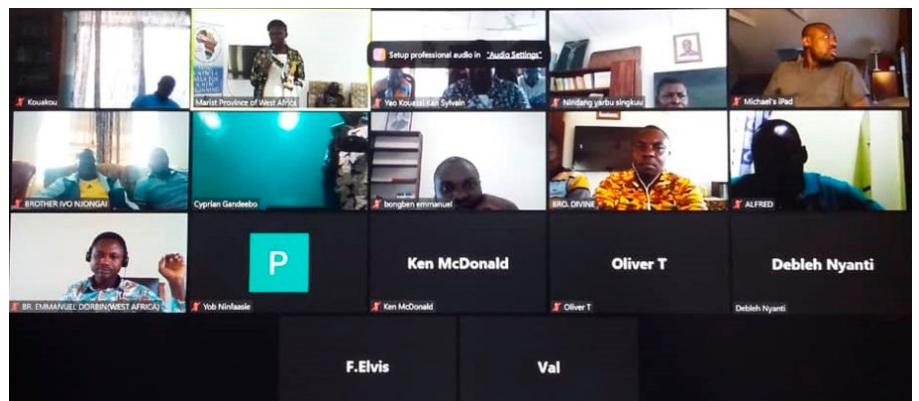 Setup professional audio in "Audio Settings"
Kouakou
Marist Province of West Africa
Yao Kouassi Kan Sylvain
Nindang yarbu singkuu
Michael's iPad
BROTHER IVO NJONGAI
Cyprian Gandeebo
bongben emmanuel
BRO. DIVINE
ALFRED
P
Ken McDonald
Oliver T
Debleh Nyanti
BR. EMMANUEL DORBIN(WEST AFRICA)
Yob Ninfaasie
Ken McDonald
Oliver T
Debleh Nyanti
F.Elvis
Val